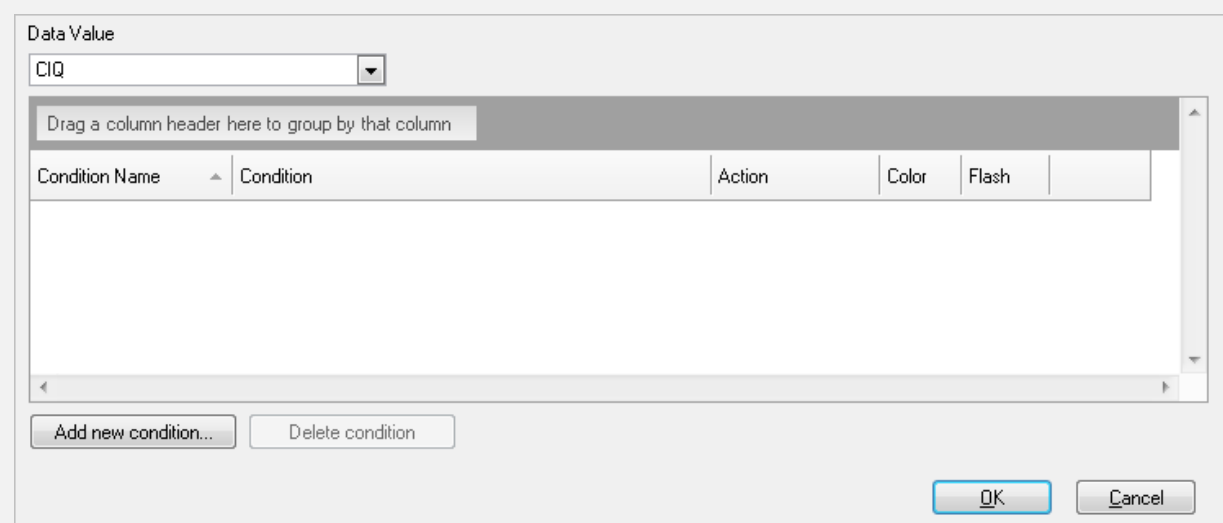 Data Value
CIQ
Drag a column header here to group by that column
Condition Name Condition Action Color Flash
Add new condition... Delete condition
OK Cancel